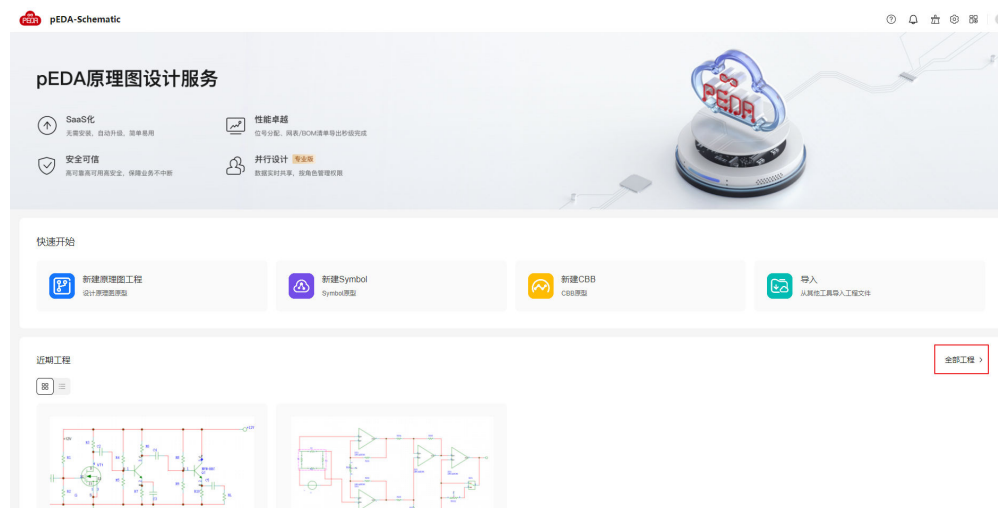 PEDA pEDA-Schematic
pEDA原理图设计服务
SaaS化
无需安装，自动升级，简单易用
性能卓越
位号分配，网表/BOM清单导出秒级完成
安全可信
高可靠高可用高安全，保障业务不中断
并行设计 专业版
数据实时共享，按角色管理权限
PEDA
快速开始
新建原理图工程
设计原理图原型
新建Symbol
Symbol原型
新建CBB
CBB原型
导入
从其他工具导入工程文件
近期工程
全部工程 >
+12V